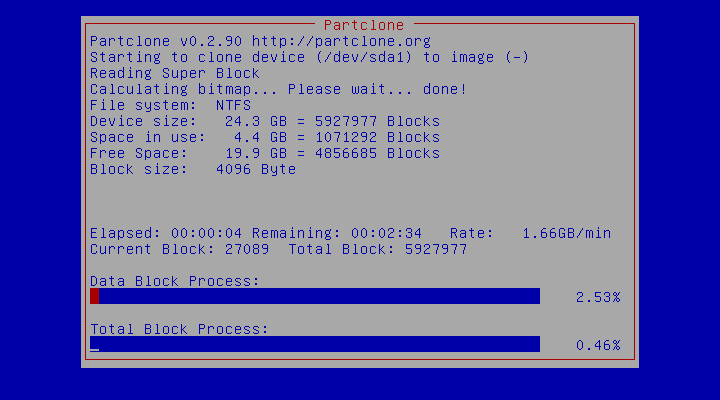 Partclone
Partclone v0.2.90 http://partclone.org
Starting to clone device (/dev/sda1) to image (-)
Reading Super Block
Calculating bitmap... Please wait... done!
File system:  NTFS
Device size:   24.3 GB = 5927977 Blocks
Space in use:   4.4 GB = 1071292 Blocks
Free Space:    19.9 GB = 4856685 Blocks
Block size:   4096 Byte
Elapsed: 00:00:04 Remaining: 00:02:34   Rate:   1.66GB/min
Current Block: 27089  Total Block: 5927977
Data Block Process:
2.53%
Total Block Process:
0.46%